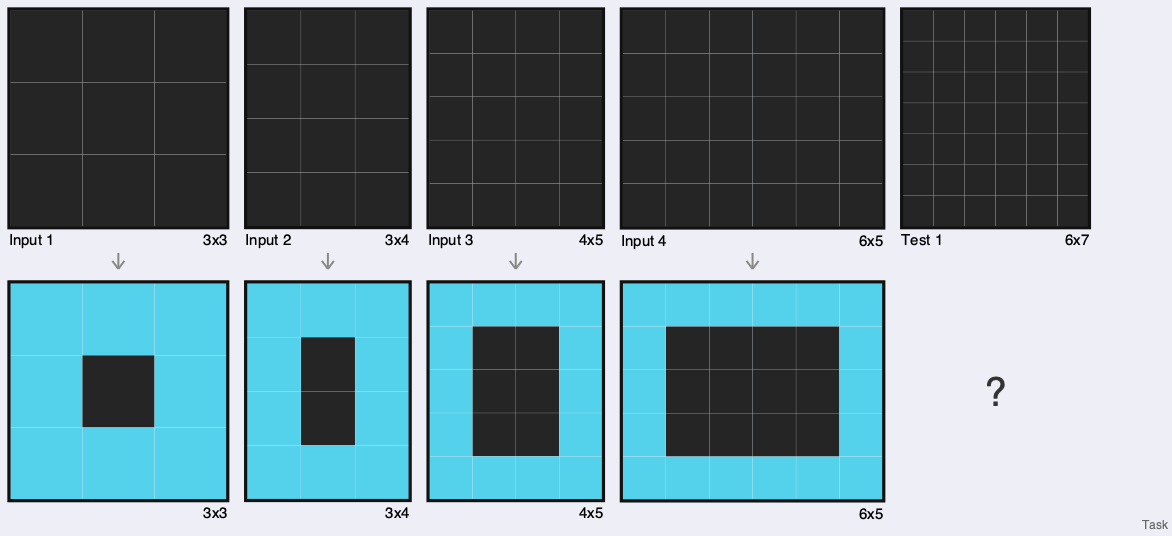 Input 1 3x3
Input 2 3x4
Input 3 4x5
Input 4 6x5
Test 1 6x7
3x3
3x4
4x5
6x5
?
Task